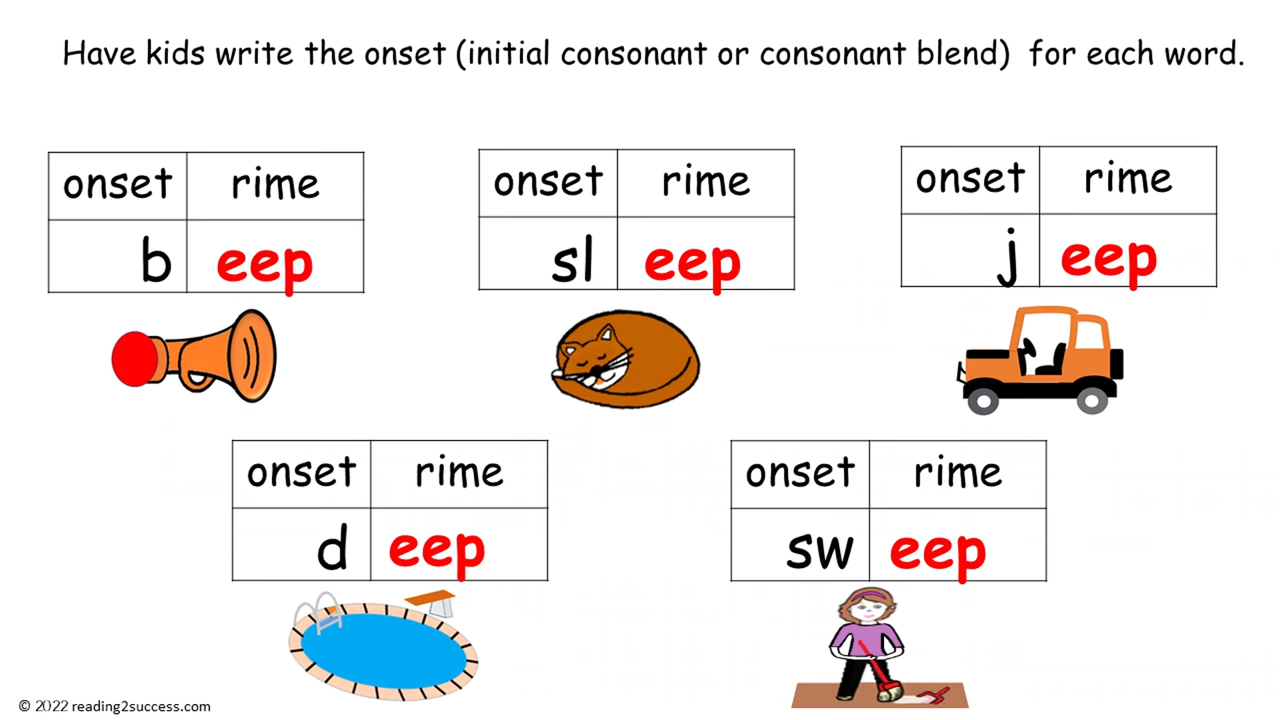 Have kids write the onset (initial consonant or consonant blend) for each word.
onset rime onset rime onset rime
b eep sl eep j eep
onset rime onset rime
d eep sw eep
© 2022 reading2success.com